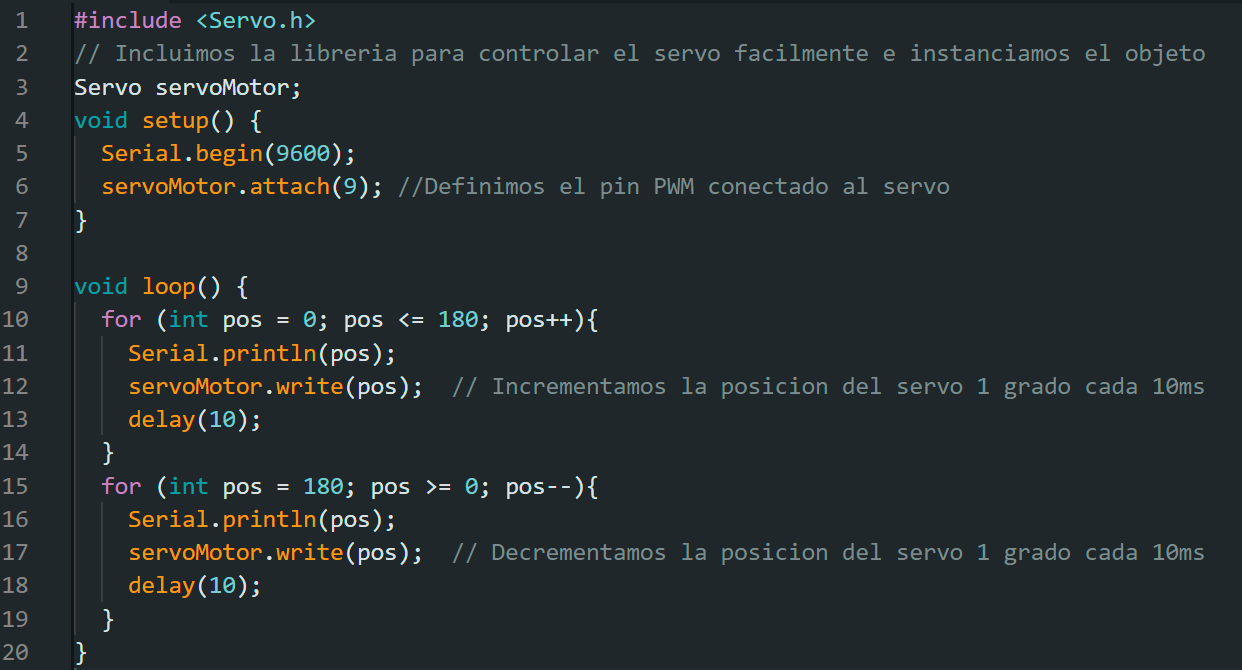 1 #include <Servo.h>
2 // Incluimos la libreria para controlar el servo facilmente e instanciamos el objeto
3 Servo servoMotor;
4 void setup() {
5   Serial.begin(9600);
6   servoMotor.attach(9); //Definimos el pin PWM conectado al servo
7 }
8
9 void loop() {
10   for (int pos = 0; pos <= 180; pos++){
11     Serial.println(pos);
12     servoMotor.write(pos);  // Incrementamos la posicion del servo 1 grado cada 10ms
13     delay(10);
14   }
15   for (int pos = 180; pos >= 0; pos--){
16     Serial.println(pos);
17     servoMotor.write(pos);  // Decrementamos la posicion del servo 1 grado cada 10ms
18     delay(10);
19   }
20 }